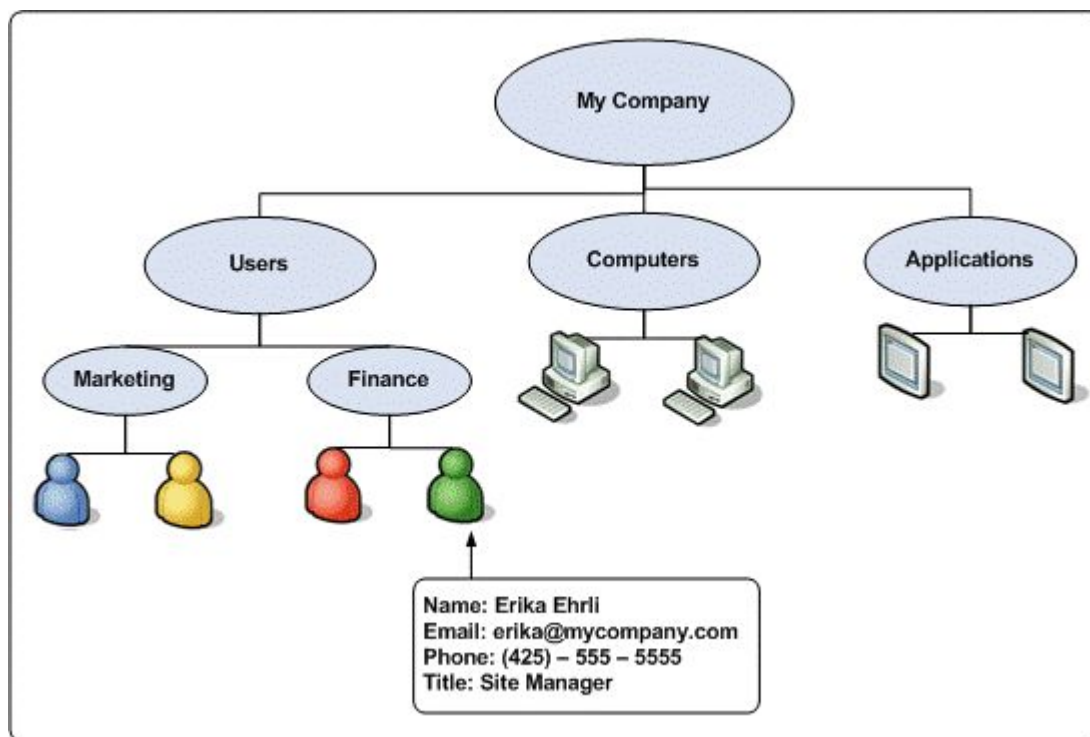 My Company
Users
Computers
Applications
Marketing
Finance
Name: Erika Ehrli
Email: erika@mycompany.com
Phone: (425) – 555 – 5555
Title: Site Manager